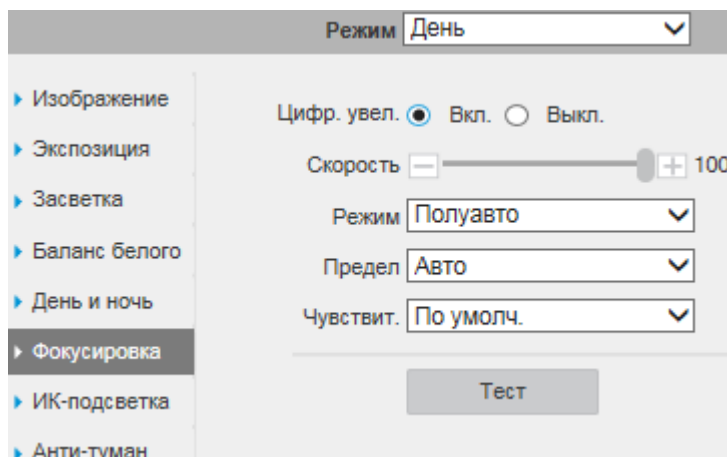 Режим День
Изображение
Цифр. увел. Вкл. Выкл.
Экспозиция
Скорость 100
Засветка
Режим Полуавто
Баланс белого
Предел Авто
День и ночь
Чувствит. По умолч.
Фокусировка
Тест
ИК-подсветка
Анти-туман